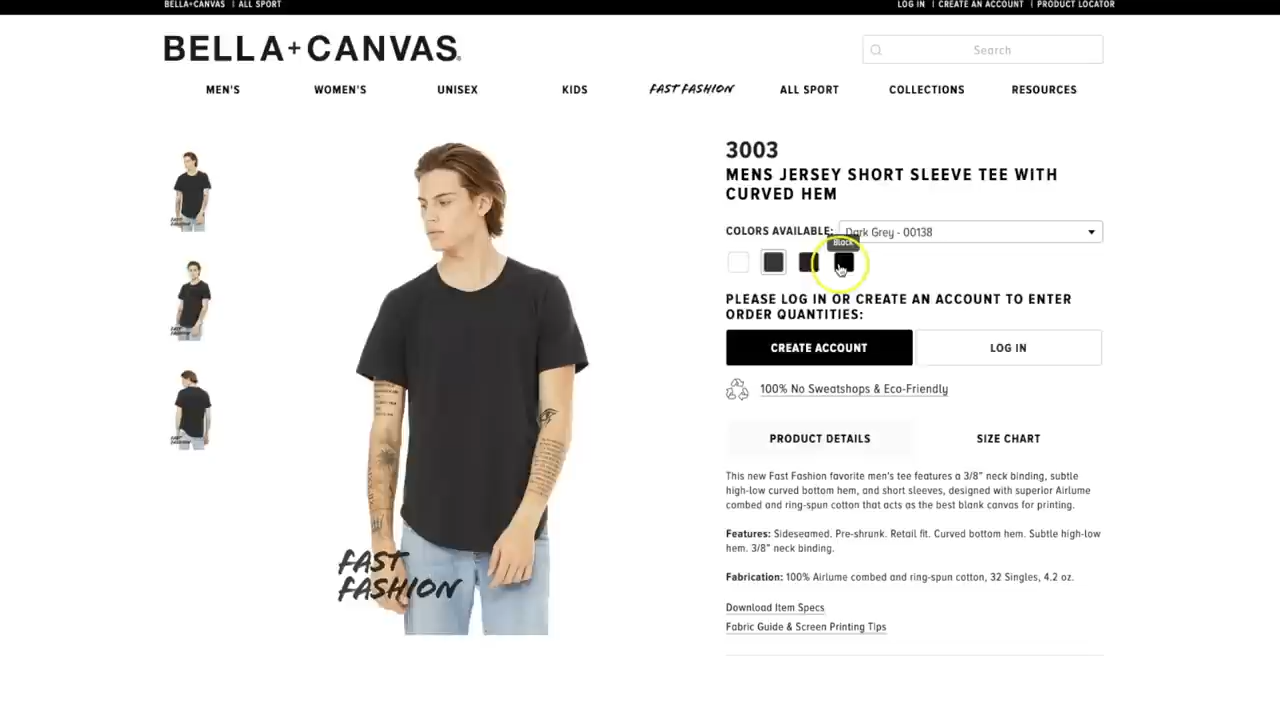 BELLA+CANVAS | ALL SPORT
LOG IN | CREATE AN ACCOUNT | PRODUCT LOCATOR
BELLA+CANVAS®
Search
MEN'S WOMEN'S UNISEX KIDS FAST FASHION ALL SPORT COLLECTIONS RESOURCES
3003
MENS JERSEY SHORT SLEEVE TEE WITH
CURVED HEM
COLORS AVAILABLE: Dark Grey - 00138
Black
PLEASE LOG IN OR CREATE AN ACCOUNT TO ENTER
ORDER QUANTITIES:
CREATE ACCOUNT LOG IN
100% No Sweatshops & Eco-Friendly
PRODUCT DETAILS SIZE CHART
This new Fast Fashion favorite men's tee features a 3/8" neck binding, subtle
high-low curved bottom hem, and short sleeves, designed with superior Airlume
combed and ring-spun cotton that acts as the best blank canvas for printing.
Features: Sideseamed. Pre-shrunk. Retail fit. Curved bottom hem. Subtle high-low
hem. 3/8" neck binding.
Fabrication: 100% Airlume combed and ring-spun cotton, 32 Singles, 4.2 oz.
Download Item Specs
Fabric Guide & Screen Printing Tips
FAST
FASHION
FAST
FASHION
FAST
FASHION
FAST
FASHION